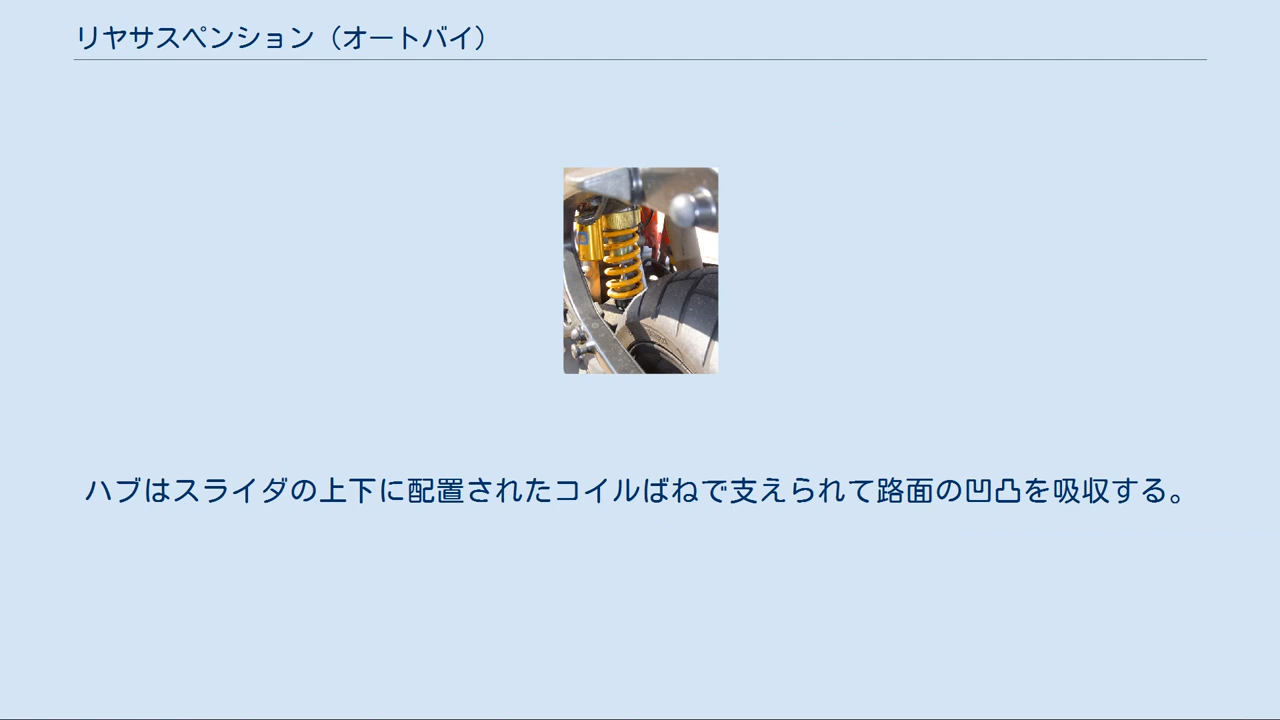 リヤサスペンション（オートバイ）
ハブはスライダの上下に配置されたコイルばねで支えられて路面の凹凸を吸収する。